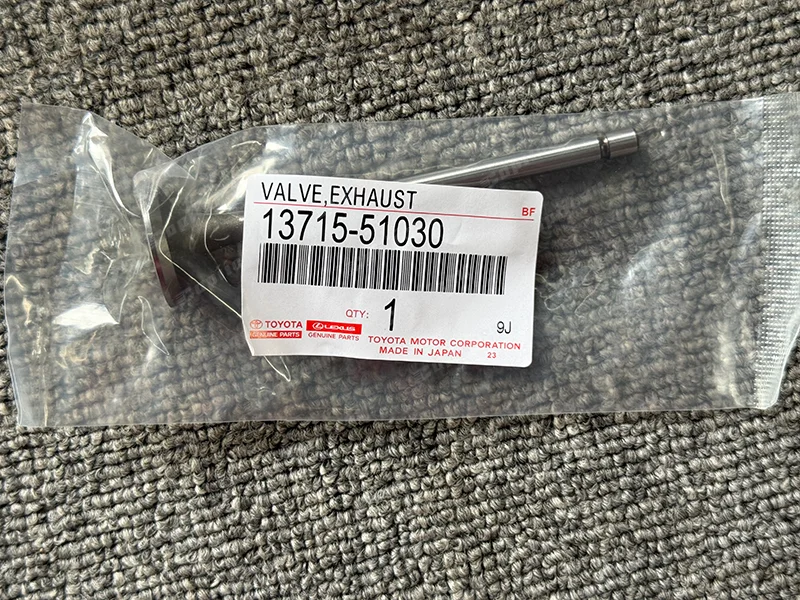 VALVE,EXHAUST
BF
13715-51030
QTY: 1
9J
TOYOTA
GENUINE PARTS
LEXUS
GENUINE PARTS
TOYOTA MOTOR CORPORATION
MADE IN JAPAN 23